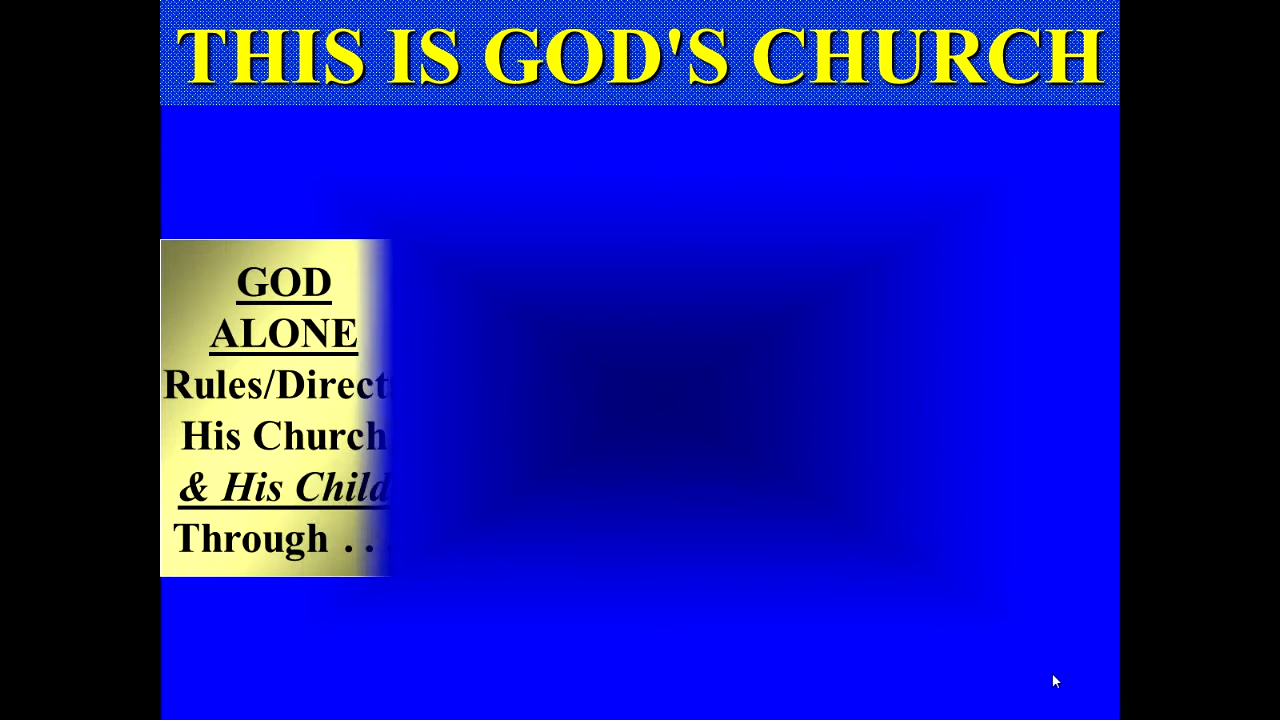 THIS IS GOD'S CHURCH
GOD
ALONE
Rules/Direct
His Church
& His Child
Through . . .